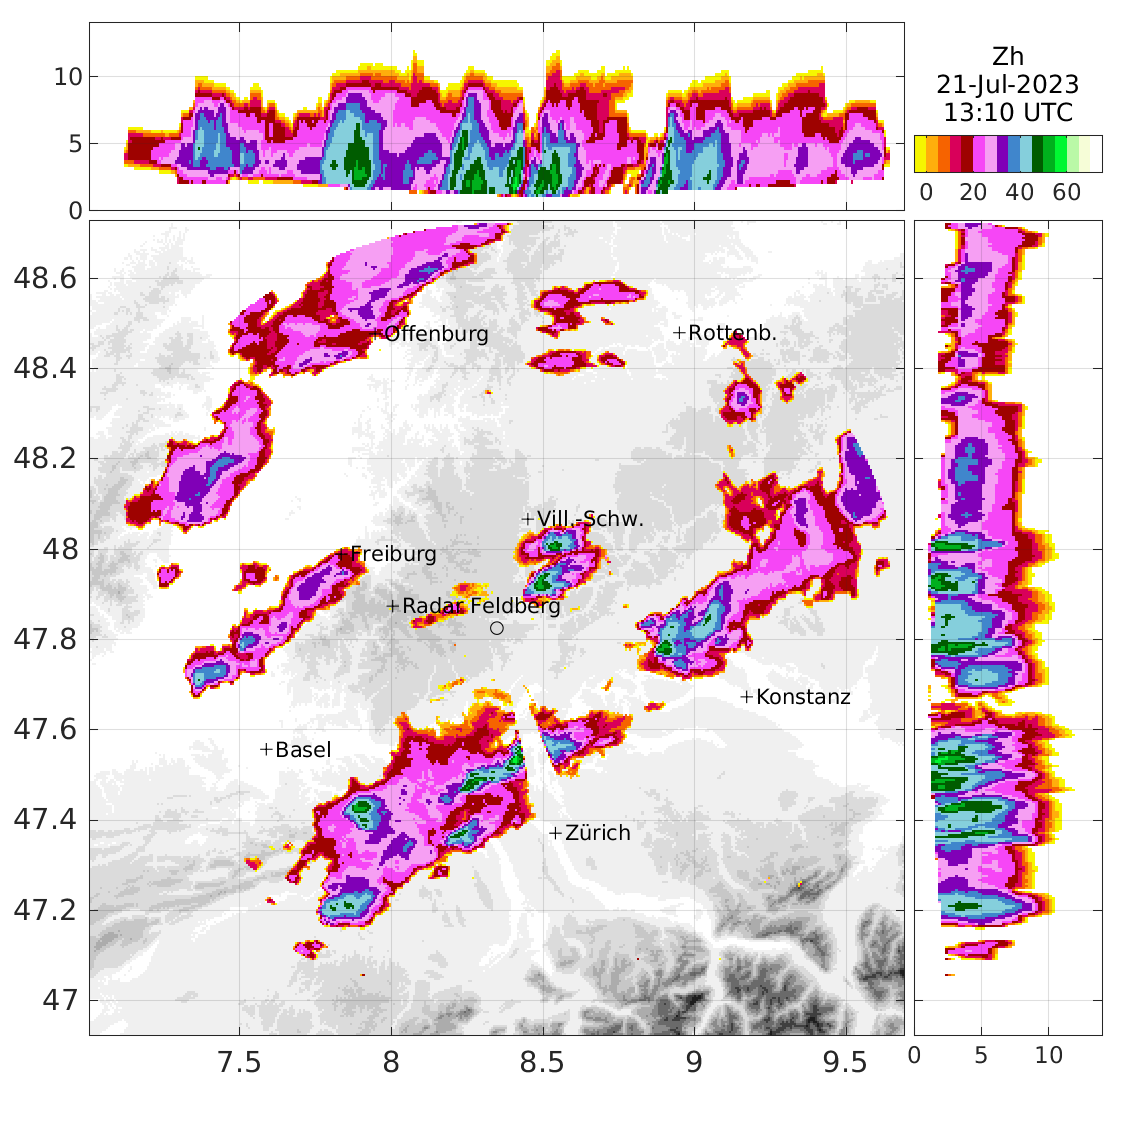 10
5
0
Zh
21-Jul-2023
13:10 UTC
0 20 40 60
48.6
48.4
48.2
48
47.8
47.6
47.4
47.2
47
+Offenburg
+Rottenb.
+Vill.-Schw.
+Freiburg
+Radar Feldberg
+Konstanz
+Basel
+Zürich
7.5 8 8.5 9 9.5
0 5 10